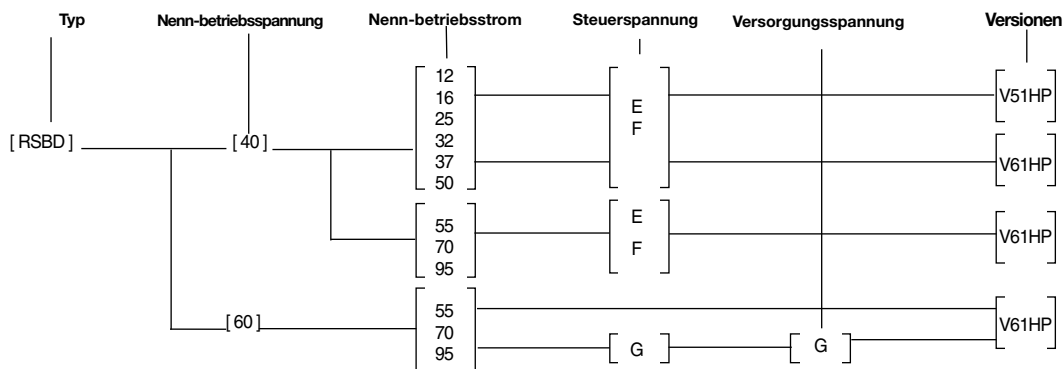 Typ Nenn-betriebsspannung Nenn-betriebsstrom Steuerspannung Versorgungsspannung Versionen
12
16
25
32
37
50
E
F
V51HP
V61HP
[ RSBD ]
[ 40 ]
55
70
95
E
F
V61HP
[ 60 ]
55
70
95
G
G
V61HP